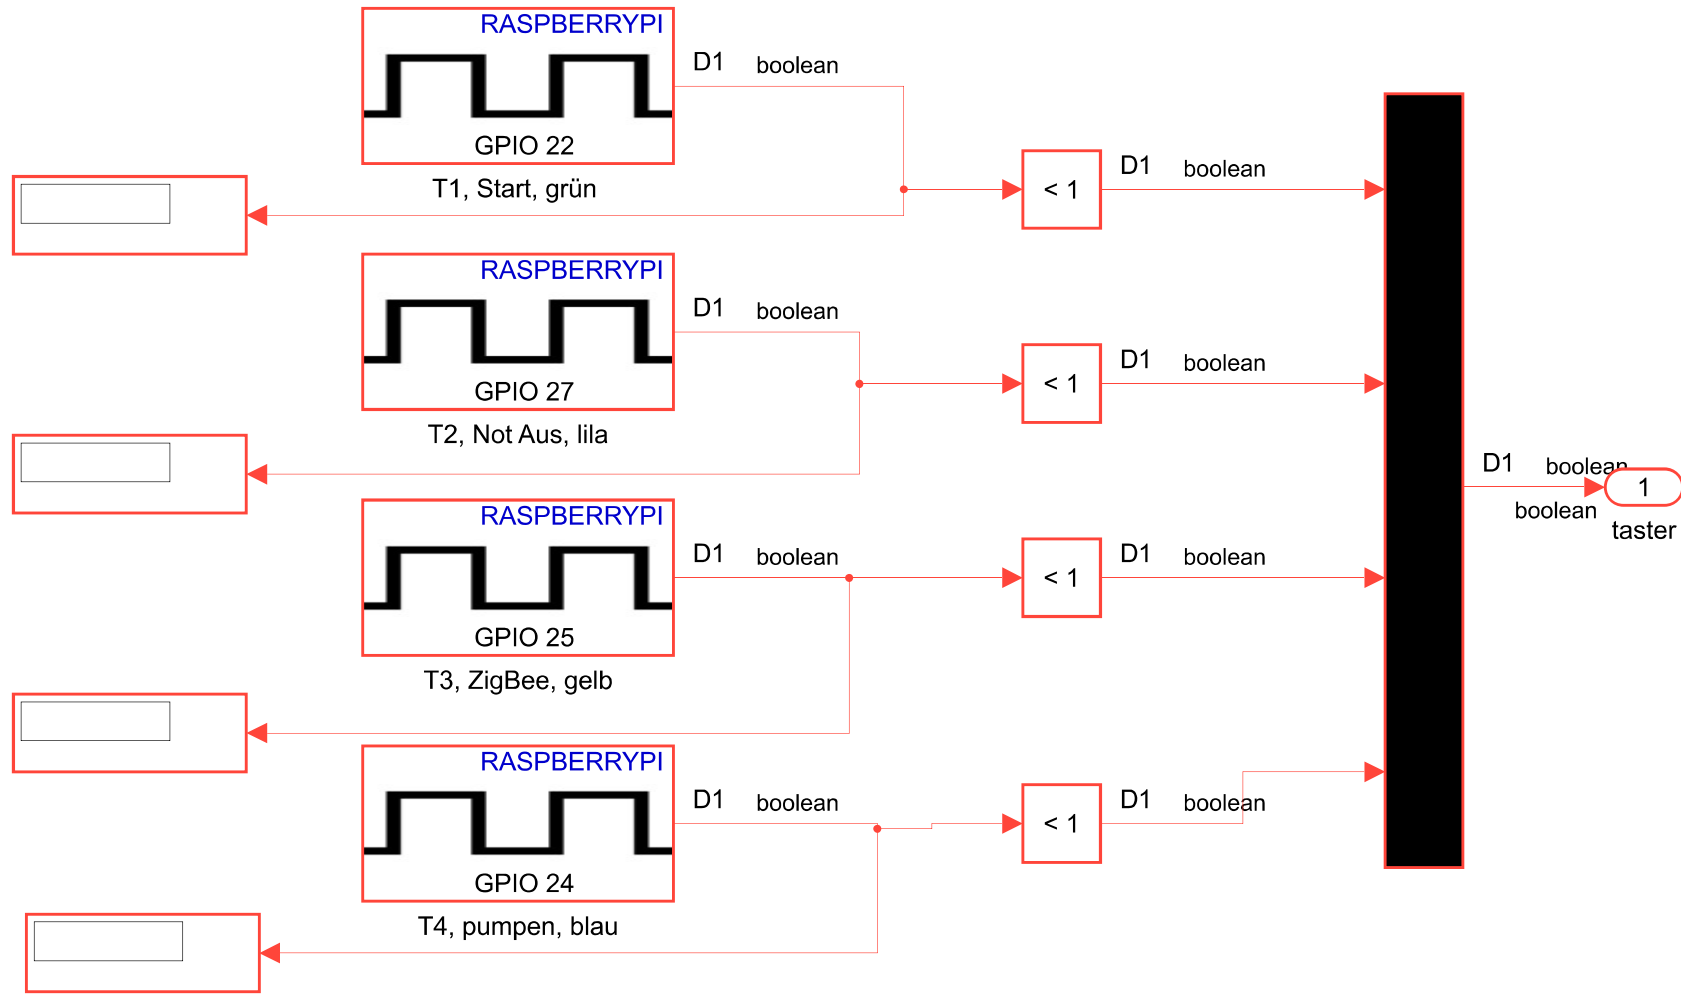 RASPBERRYPI
D1 boolean
GPIO 22
T1, Start, grün
< 1
D1 boolean
RASPBERRYPI
D1 boolean
GPIO 27
T2, Not Aus, lila
< 1
D1 boolean
RASPBERRYPI
D1 boolean
GPIO 25
T3, ZigBee, gelb
< 1
D1 boolean
RASPBERRYPI
D1 boolean
GPIO 24
T4, pumpen, blau
< 1
D1 boolean
D1 boolean
1
boolean
taster